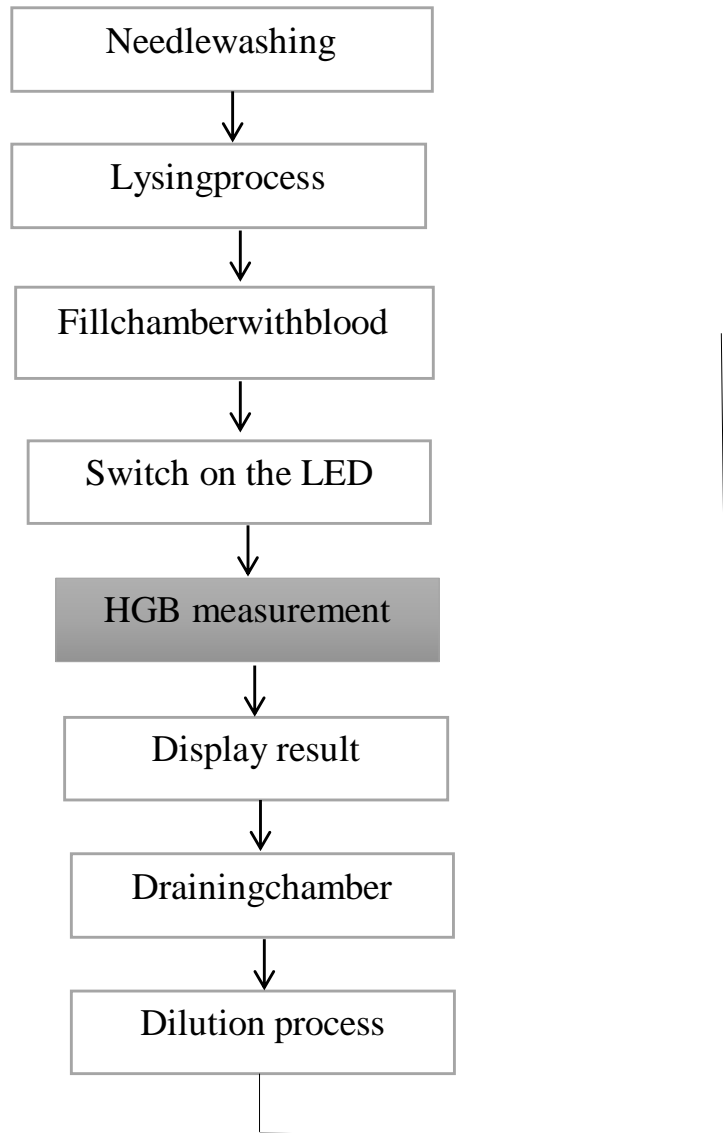 Needlewashing
Lysingprocess
Fillchamberwithblood
Switch on the LED
HGB measurement
Display result
Drainingchamber
Dilution process